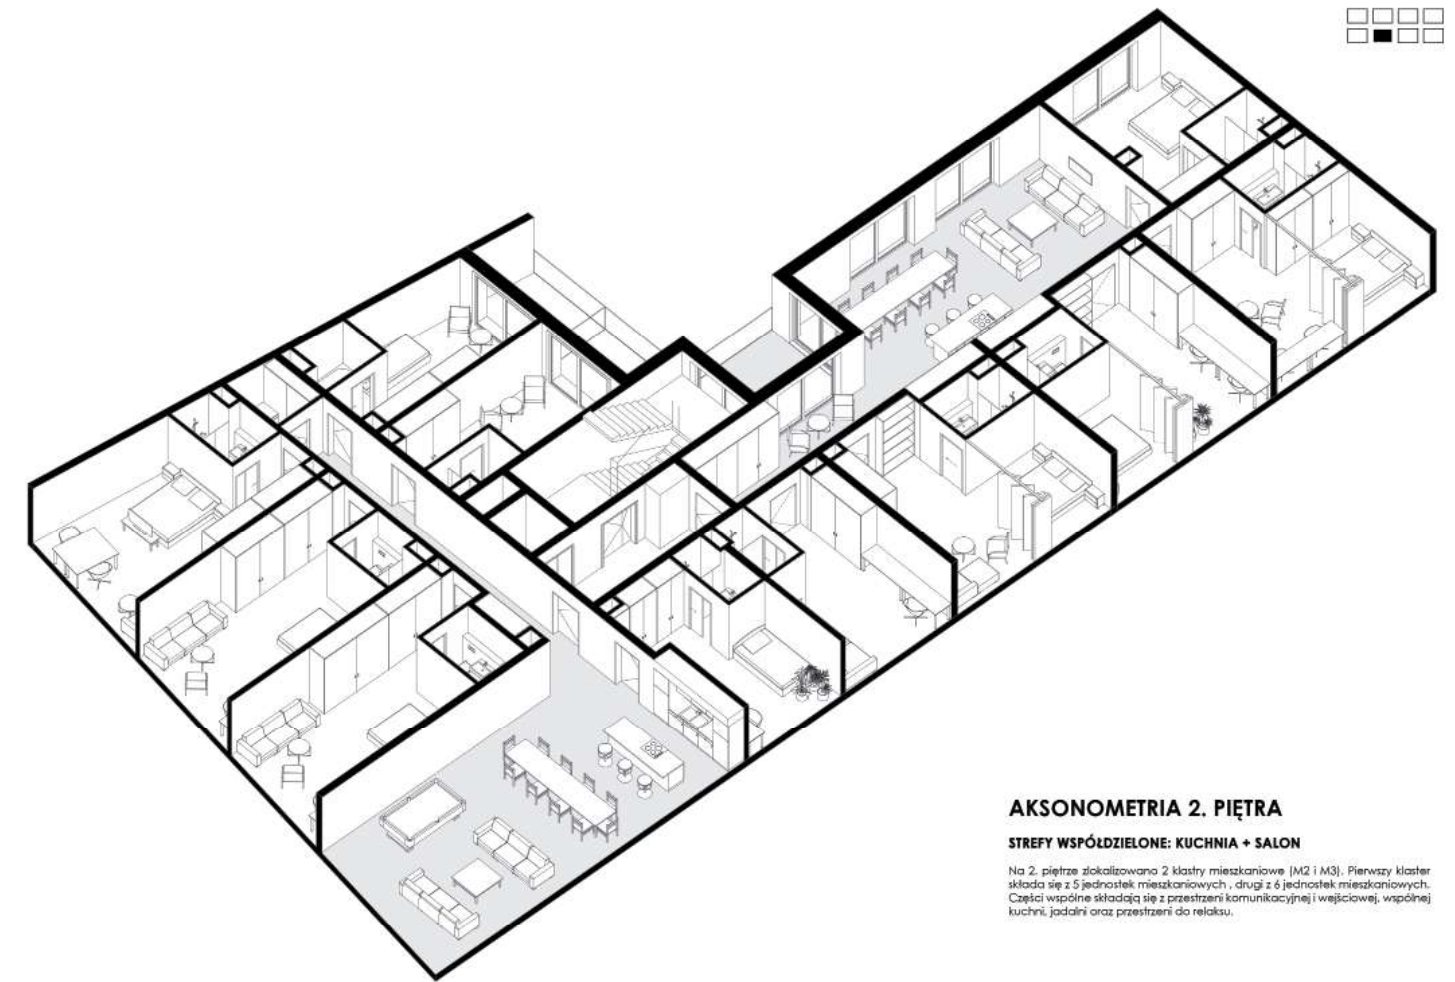 AKSONOMETRIA 2. PIĘTRA
STREFY WSPÓŁDZIELONE: KUCHNIA + SALON
Na 2. piętrze zlokalizowano 2 klastry mieszkaniowe (M2 i M3). Pierwszy klaster
składa się z 5 jednostek mieszkaniowych , drugi z 6 jednostek mieszkaniowych.
Części wspólne składają się z przestrzeni komunikacyjnej i wejściowej, wspólnej
kuchni, jadalni oraz przestrzeni do relaksu.